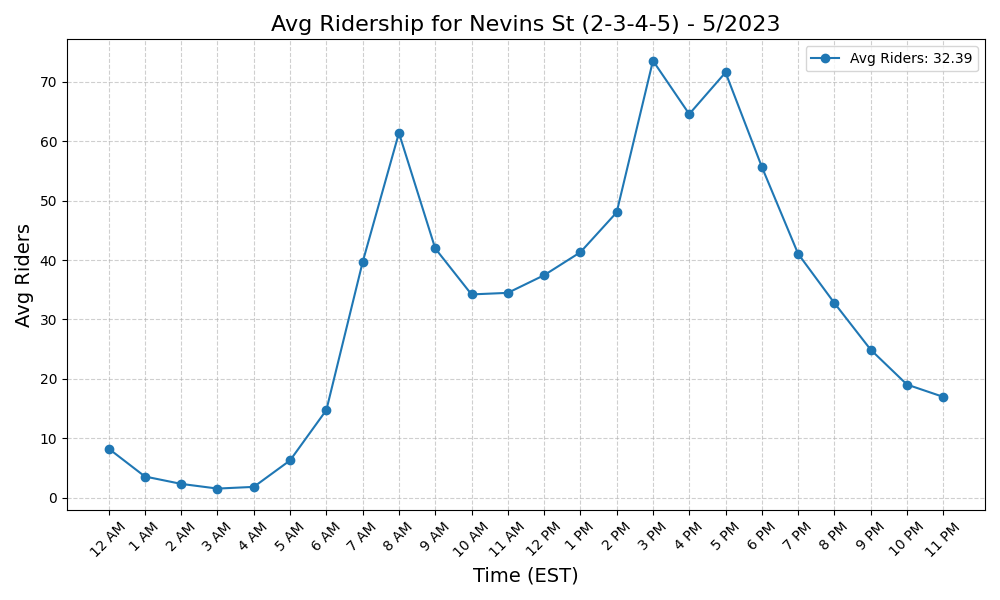 Avg Ridership for Nevins St (2-3-4-5) - 5/2023
Avg Riders: 32.39
Avg Riders
70
60
50
40
30
20
10
0
12 AM
1 AM
2 AM
3 AM
4 AM
5 AM
6 AM
7 AM
8 AM
9 AM
10 AM
11 AM
12 PM
1 PM
2 PM
3 PM
4 PM
5 PM
6 PM
7 PM
8 PM
9 PM
10 PM
11 PM
Time (EST)